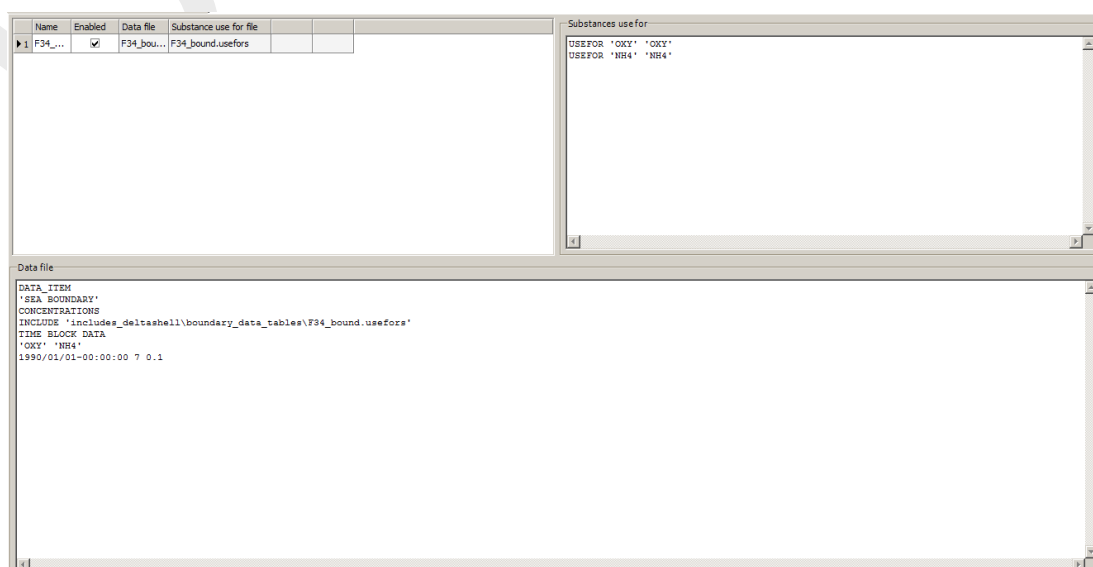 Name Enabled Data file Substance use for file
1 F34_... F34_bou... F34_bound.usefors
Substances use for
USEFOR 'OXY' 'OXY'
USEFOR 'NH4' 'NH4'
Data file
DATA_ITEM
'SEA BOUNDARY'
CONCENTRATIONS
INCLUDE 'includes_deltashell\boundary_data_tables\F34_bound.usefors'
TIME BLOCK DATA
'OXY' 'NH4'
1990/01/01-00:00:00 7 0.1